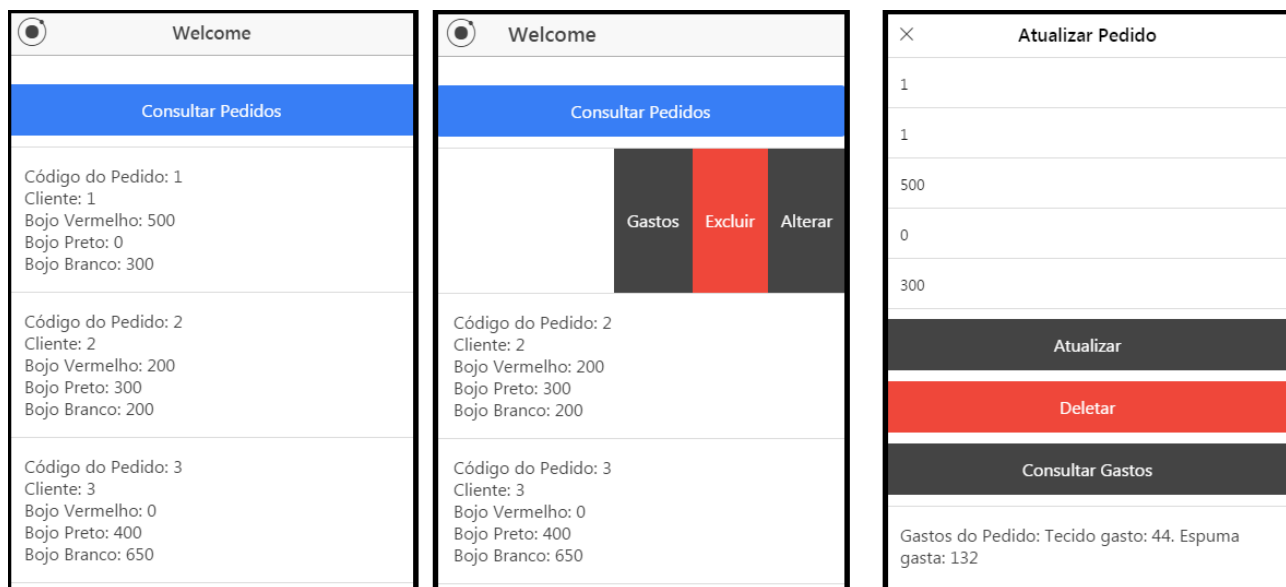 Welcome
Consultar Pedidos
Código do Pedido: 1
Cliente: 1
Bojo Vermelho: 500
Bojo Preto: 0
Bojo Branco: 300
Código do Pedido: 2
Cliente: 2
Bojo Vermelho: 200
Bojo Preto: 300
Bojo Branco: 200
Código do Pedido: 3
Cliente: 3
Bojo Vermelho: 0
Bojo Preto: 400
Bojo Branco: 650
Welcome
Consultar Pedidos
Gastos Excluir Alterar
Código do Pedido: 2
Cliente: 2
Bojo Vermelho: 200
Bojo Preto: 300
Bojo Branco: 200
Código do Pedido: 3
Cliente: 3
Bojo Vermelho: 0
Bojo Preto: 400
Bojo Branco: 650
Atualizar Pedido
1
1
500
0
300
Atualizar
Deletar
Consultar Gastos
Gastos do Pedido: Tecido gasto: 44. Espuma
gasta: 132